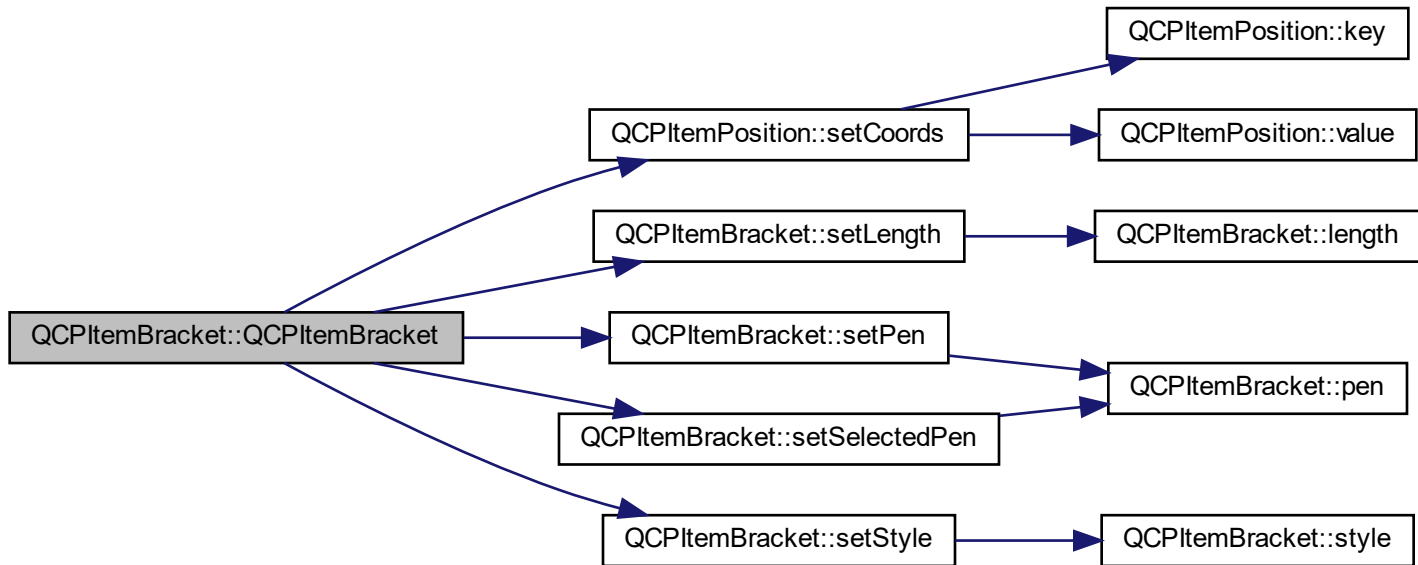 QCPItemPosition::key
QCPItemPosition::setCoords
QCPItemPosition::value
QCPItemBracket::setLength
QCPItemBracket::length
QCPItemBracket::QCPItemBracket
QCPItemBracket::setPen
QCPItemBracket::pen
QCPItemBracket::setSelectedPen
QCPItemBracket::setStyle
QCPItemBracket::style